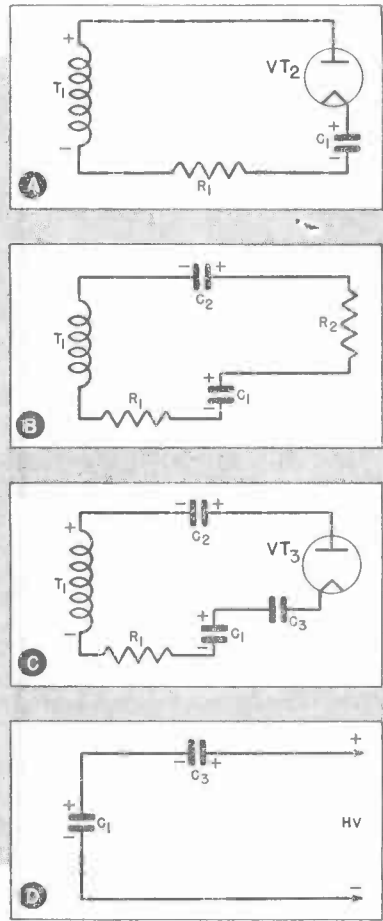 +
VT2
T1
+
C1
−
−
R1
A
− +
C2
T1
R2
+
C1
R1
−
B
− +
C2
+
VT3
T1
C3
+
C1
−
R1
−
C
+
− +
C3
+
C1
HV
−
−
D